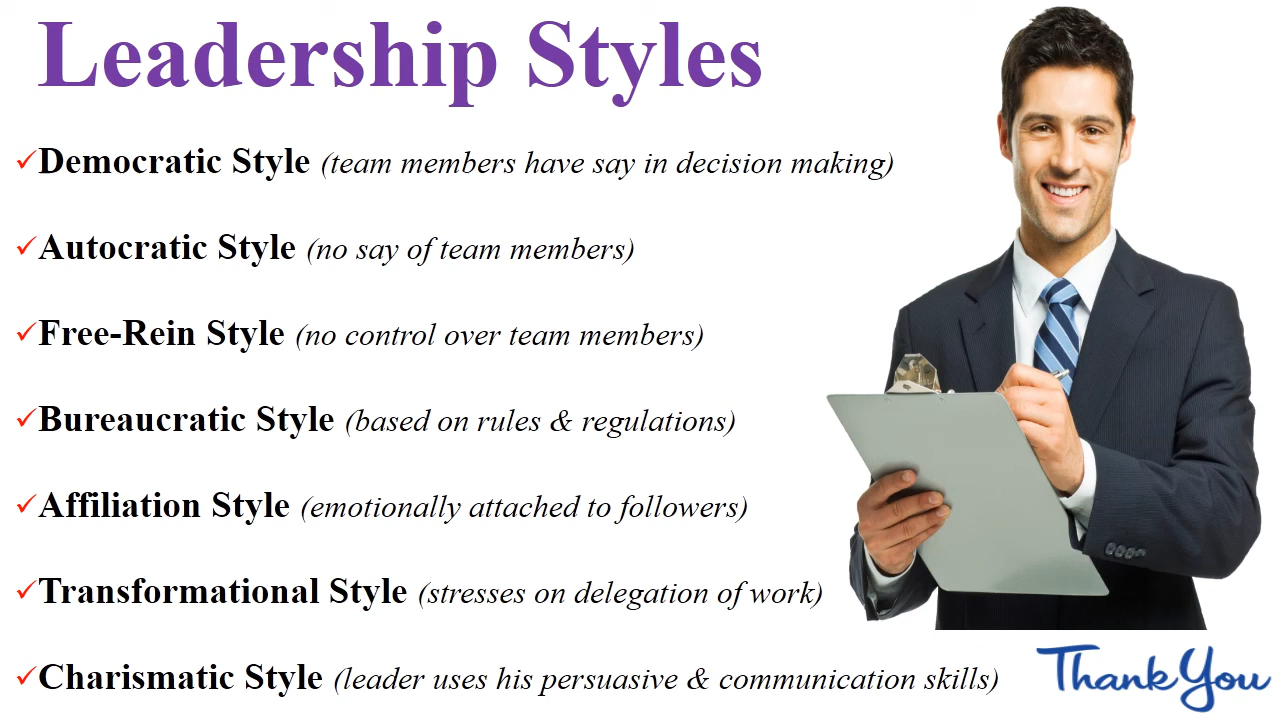 Leadership Styles
✓Democratic Style (team members have say in decision making)
✓Autocratic Style (no say of team members)
✓Free-Rein Style (no control over team members)
✓Bureaucratic Style (based on rules & regulations)
✓Affiliation Style (emotionally attached to followers)
✓Transformational Style (stresses on delegation of work)
✓Charismatic Style (leader uses his persuasive & communication skills)
Thank You